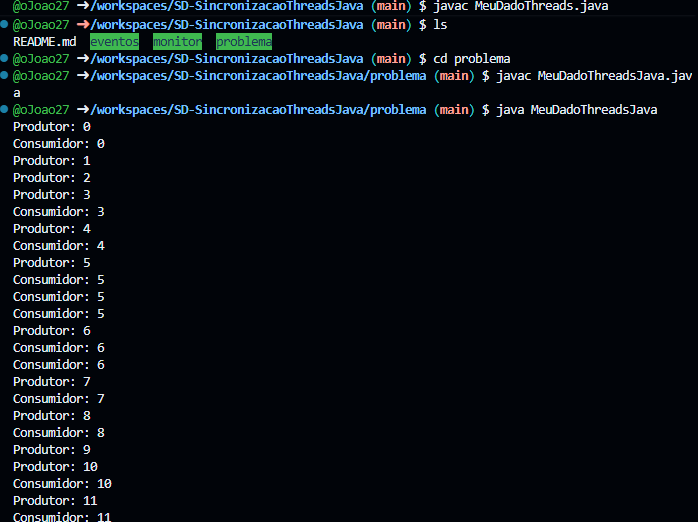 @oJoao27 ➜/workspaces/SD-SincronizacaoThreadsJava (main) $ javac MeuDadoThreads.java
@oJoao27 ➜/workspaces/SD-SincronizacaoThreadsJava (main) $ ls
README.md  eventos  monitor  problema
@oJoao27 ➜/workspaces/SD-SincronizacaoThreadsJava (main) $ cd problema
@oJoao27 ➜/workspaces/SD-SincronizacaoThreadsJava/problema (main) $ javac MeuDadoThreadsJava.jav
a
@oJoao27 ➜/workspaces/SD-SincronizacaoThreadsJava/problema (main) $ java MeuDadoThreadsJava
Produtor: 0
Consumidor: 0
Produtor: 1
Produtor: 2
Produtor: 3
Consumidor: 3
Produtor: 4
Consumidor: 4
Produtor: 5
Consumidor: 5
Consumidor: 5
Consumidor: 5
Produtor: 6
Consumidor: 6
Consumidor: 6
Produtor: 7
Consumidor: 7
Produtor: 8
Consumidor: 8
Produtor: 9
Produtor: 10
Consumidor: 10
Produtor: 11
Consumidor: 11